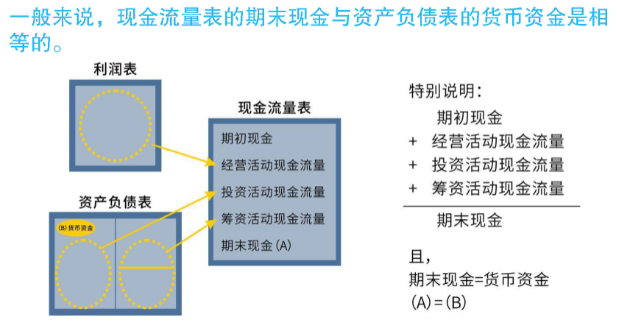 一般来说，现金流量表的期末现金与资产负债表的货币资金是相
等的。
利润表
现金流量表
期初现金
经营活动现金流量
投资活动现金流量
筹资活动现金流量
期末现金(A)
资产负债表
(B)货币资金
特别说明：
期初现金
+ 经营活动现金流量
+ 投资活动现金流量
+ 筹资活动现金流量
期末现金
且，
期末现金=货币资金
(A)=(B)